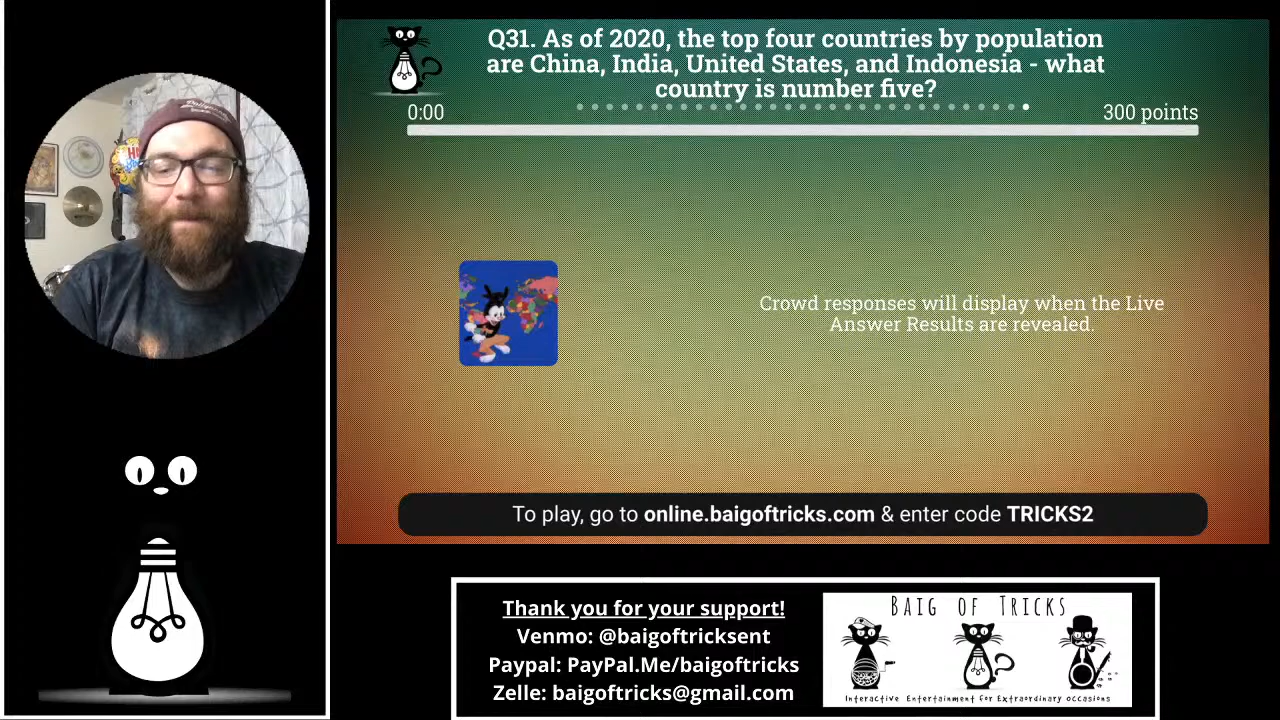 Q31. As of 2020, the top four countries by population
are China, India, United States, and Indonesia - what
country is number five?
0:00
300 points
Crowd responses will display when the Live
Answer Results are revealed.
To play, go to online.baigoftricks.com & enter code TRICKS2
Thank you for your support!
Venmo: @baigoftricksent
Paypal: PayPal.Me/baigoftricks
Zelle: baigoftricks@gmail.com
BAIG OF TRICKS
Interactive Entertainment for Extraordinary occasions